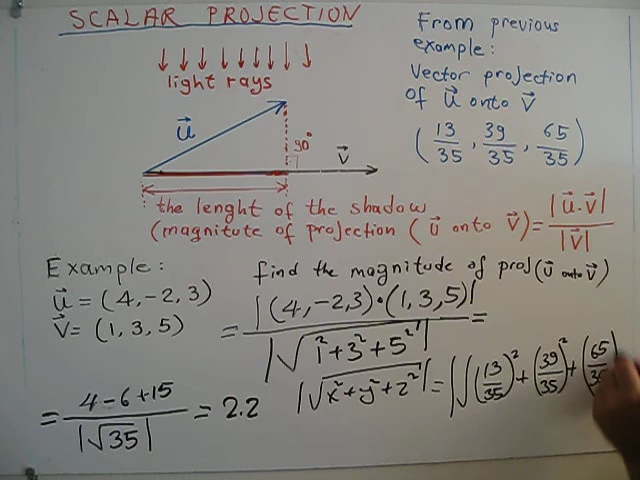 SCALAR PROJECTION
light rays
u
90°
v
From previous
example:
Vector projection
of u⃗ onto v⃗
(13/35, 39/35, 65/35)
the lenght of the shadow
(magnitute of projection (u⃗ onto v⃗) = |u⃗.v⃗| / |v⃗|
Example:
u⃗ = (4, -2, 3)
v⃗ = (1, 3, 5)
find the magnitude of proj(u⃗ onto v⃗)
= |(4, -2, 3)•(1, 3, 5)| / |√1²+3²+5²| =
= 4-6+15 / |√35| = 2.2
|√x²+y²+z²| = |√(13/35)²+(39/35)²+(65/